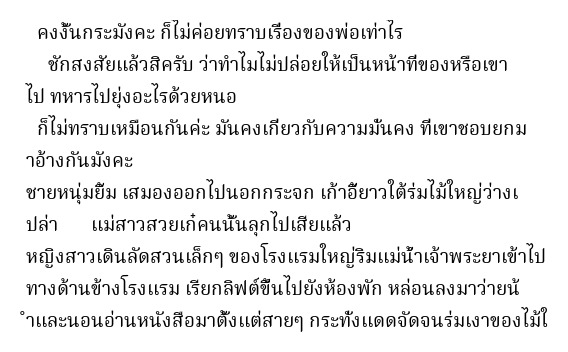 คงงั้นกระมังคะ ก็ไม่ค่อยทราบเรื่องของพ่อเท่าไร
ชักสงสัยแล้วสิครับ ว่าทำไมไม่ปล่อยให้เป็นหน้าที่ของหรือเขา
ไป ทหารไปยุ่งอะไรด้วยหนอ
ก็ไม่ทราบเหมือนกันค่ะ มันคงเกี่ยวกับความมั่นคง ที่เขาชอบยกม
าอ้างกันมังคะ
ชายหนุ่มยิ้ม เสมองออกไปนอกกระจก เก้าอี้ยาวใต้ร่มไม้ใหญ่ว่างเ
ปล่า แม่สาวสวยเก๋คนนั้นลุกไปเสียแล้ว
หญิงสาวเดินลัดสวนเล็กๆ ของโรงแรมใหญ่ริมแม่น้ำเจ้าพระยาเข้าไป
ทางด้านข้างโรงแรม เรียกลิฟต์ขึ้นไปยังห้องพัก หล่อนลงมาว่ายน้
ำและนอนอ่านหนังสือมาตั้งแต่สายๆ กระทั่งแดดจัดจนร่มเงาของไม้ใ